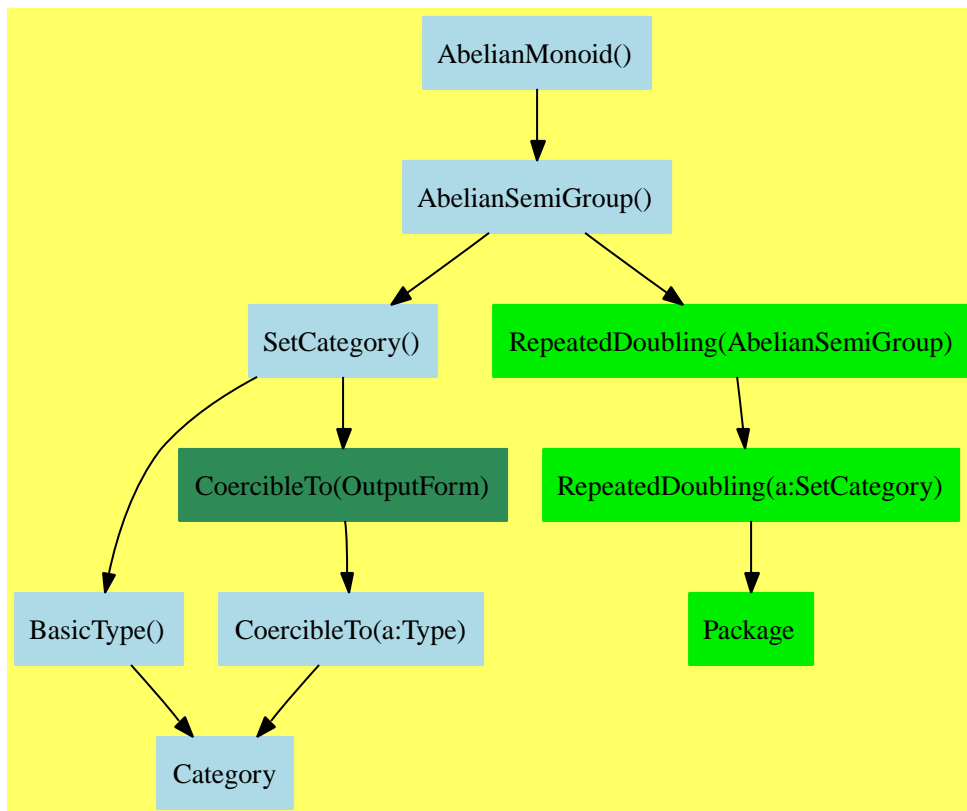 AbelianMonoid()
AbelianSemiGroup()
SetCategory()
RepeatedDoubling(AbelianSemiGroup)
CoercibleTo(OutputForm)
RepeatedDoubling(a:SetCategory)
BasicType()
CoercibleTo(a:Type)
Package
Category